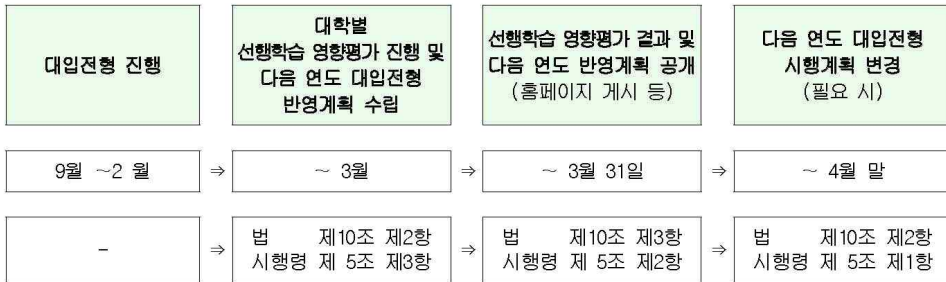 대입전형 진행
대학별
선행학습 영향평가 진행 및
다음 연도 대입전형
반영계획 수립
선행학습 영향평가 결과 및
다음 연도 반영계획 공개
(홈페이지 게시 등)
다음 연도 대입전형
시행계획 변경
(필요 시)
9월 ~2 월 ⇒ ~ 3월 ⇒ ~ 3월 31일 ⇒ ~ 4월 말
- ⇒
법 제10조 제2항
시행령 제 5조 제3항
⇒
법 제10조 제3항
시행령 제 5조 제2항
⇒
법 제10조 제2항
시행령 제 5조 제1항